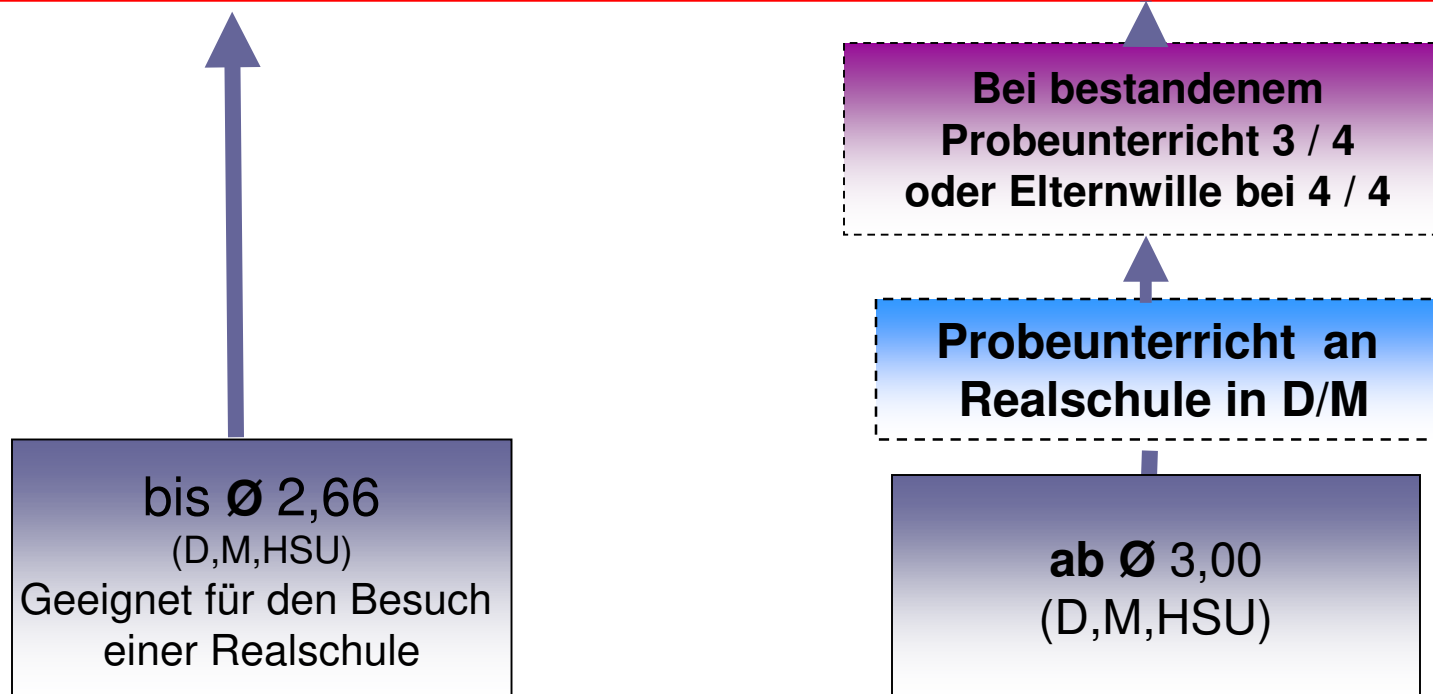 Bei bestandenem
Probeunterricht 3 / 4
oder Elternwille bei 4 / 4
Probeunterricht an
Realschule in D/M
bis Ø 2,66
(D,M,HSU)
Geeignet für den Besuch
einer Realschule
ab Ø 3,00
(D,M,HSU)